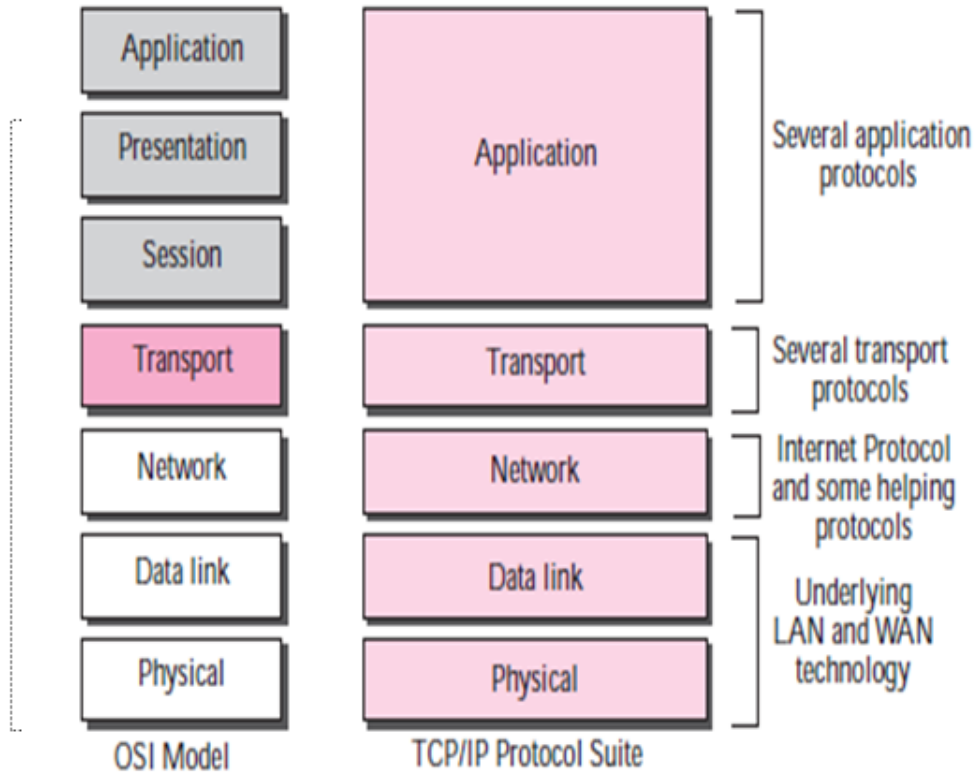 Application
Presentation
Session
Transport
Network
Data link
Physical
OSI Model
Application
Transport
Network
Data link
Physical
TCP/IP Protocol Suite
Several application
protocols
Several transport
protocols
Internet Protocol
and some helping
protocols
Underlying
LAN and WAN
technology